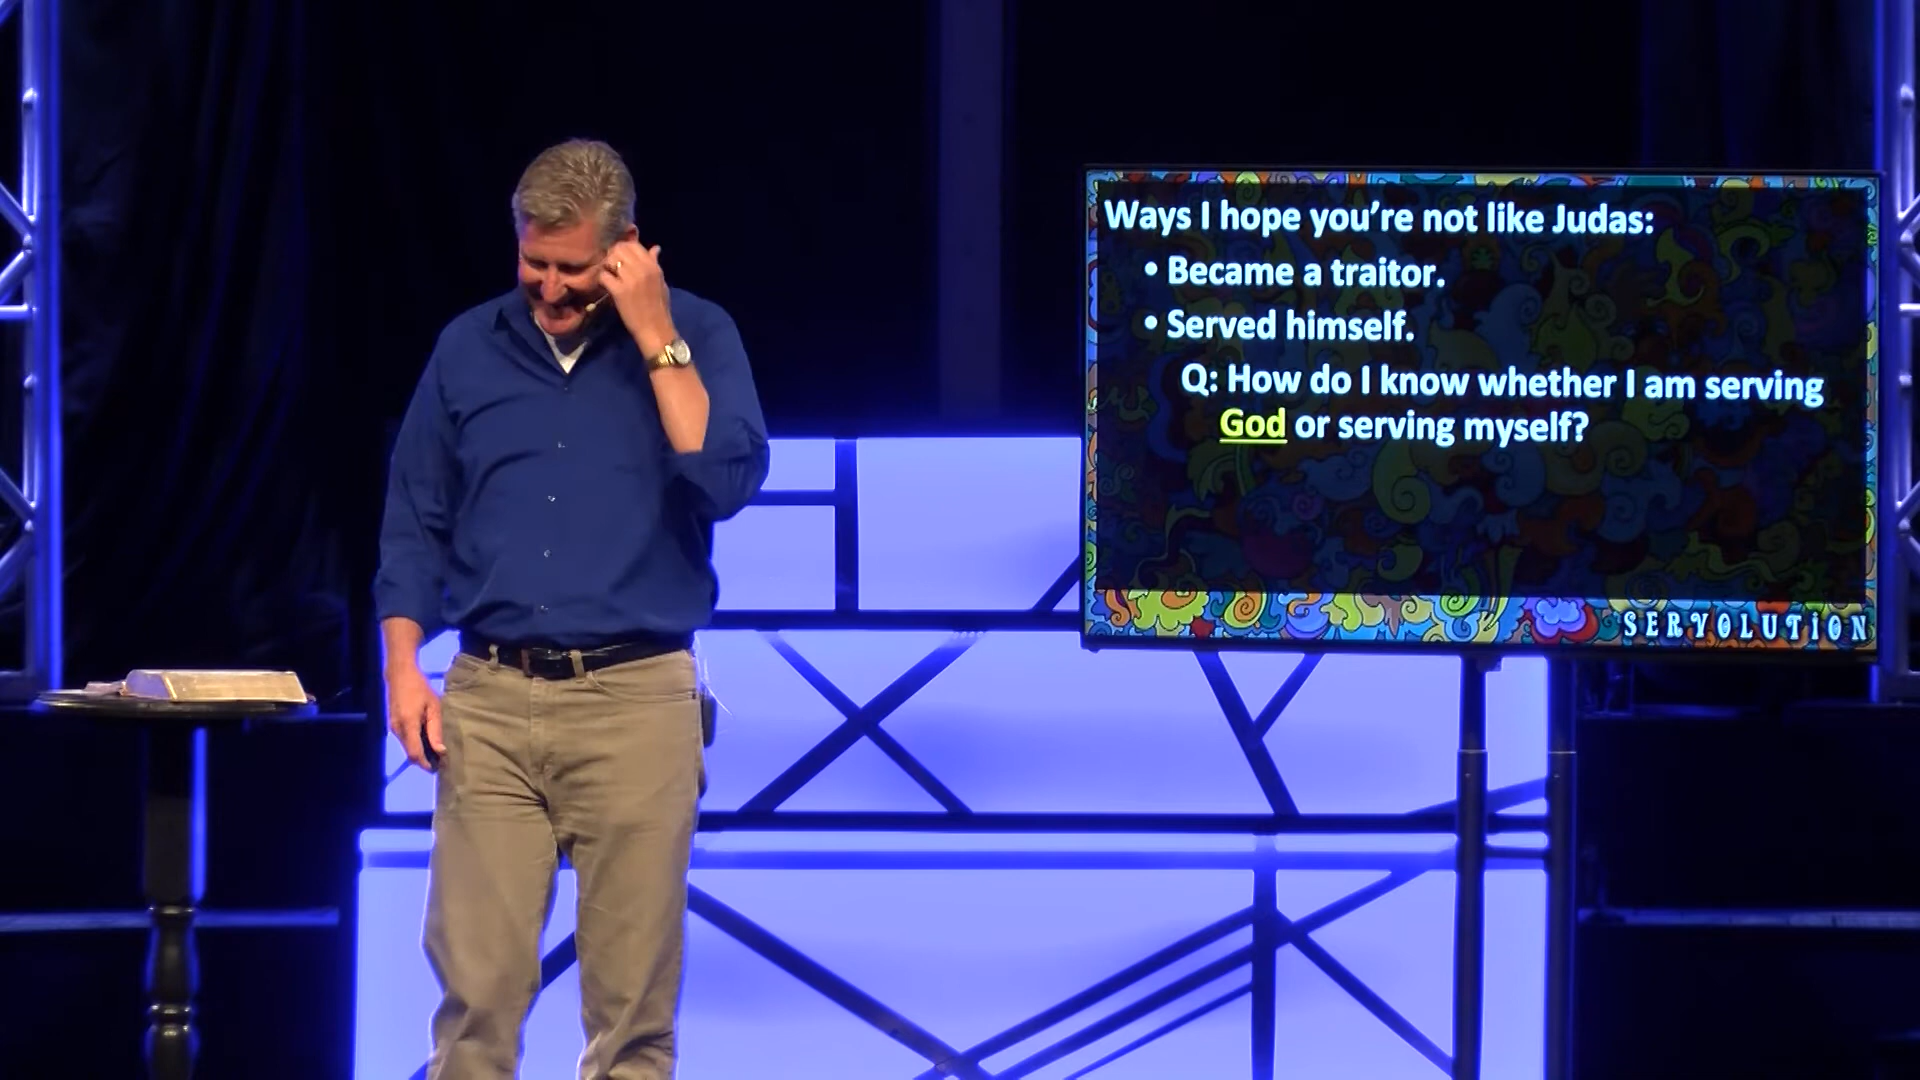 Ways I hope you're not like Judas:
• Became a traitor.
• Served himself.
Q: How do I know whether I am serving
God or serving myself?
SERVOLUTiON